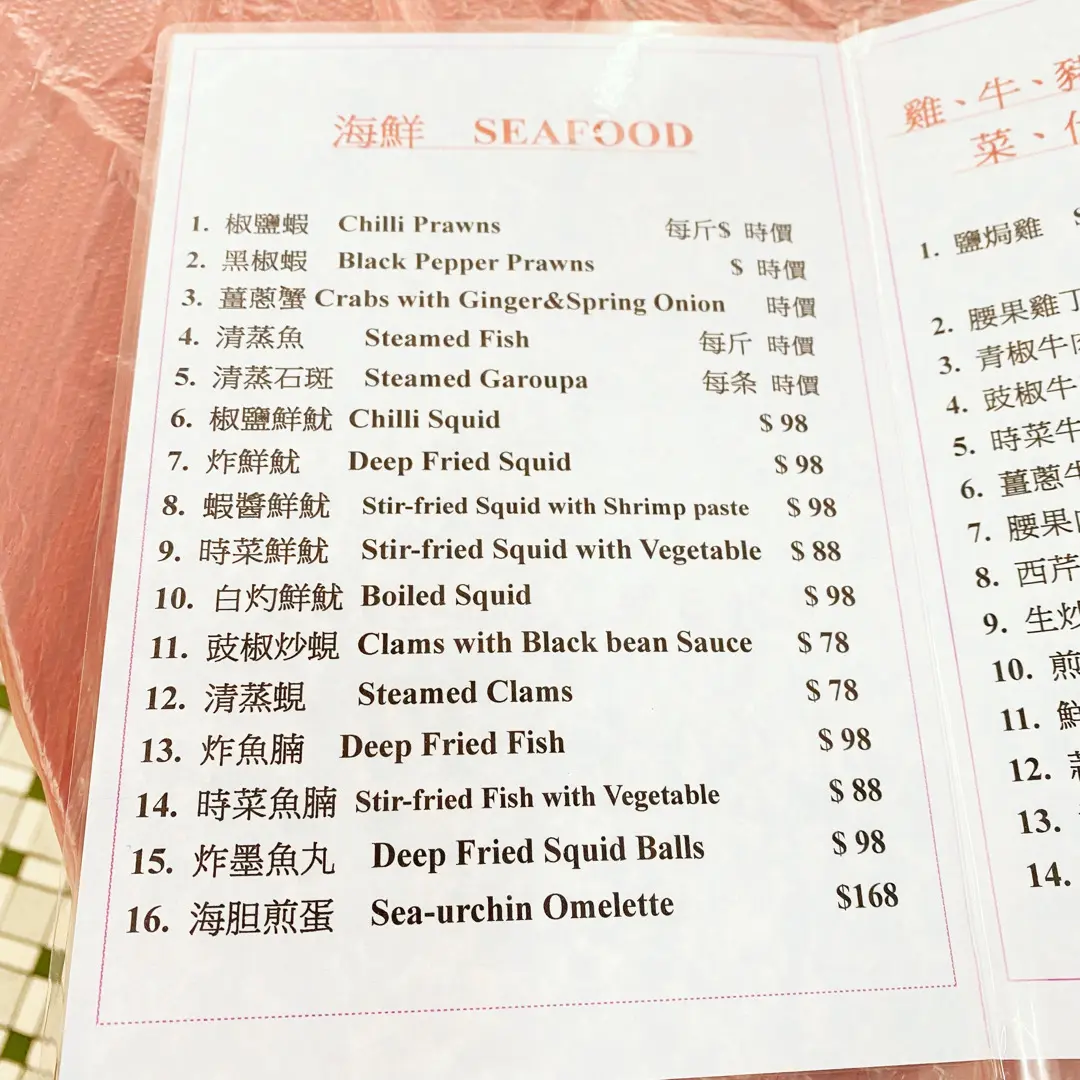 海鮮 SEAFOOD
1. 椒鹽蝦 Chilli Prawns 每斤$ 時價
2. 黑椒蝦 Black Pepper Prawns $ 時價
3. 薑蔥蟹 Crabs with Ginger&Spring Onion 時價
4. 清蒸魚 Steamed Fish 每斤 時價
5. 清蒸石斑 Steamed Garoupa 每条 時價
6. 椒鹽鮮魷 Chilli Squid $ 98
7. 炸鮮魷 Deep Fried Squid $ 98
8. 蝦醬鮮魷 Stir-fried Squid with Shrimp paste $ 98
9. 時菜鮮魷 Stir-fried Squid with Vegetable $ 88
10. 白灼鮮魷 Boiled Squid $ 98
11. 豉椒炒蜆 Clams with Black bean Sauce $ 78
12. 清蒸蜆 Steamed Clams $ 78
13. 炸魚腩 Deep Fried Fish $ 98
14. 時菜魚腩 Stir-fried Fish with Vegetable $ 88
15. 炸墨魚丸 Deep Fried Squid Balls $ 98
16. 海胆煎蛋 Sea-urchin Omelette $168
雞、牛、豬
菜、
1. 鹽焗雞
2. 腰果雞丁
3. 青椒牛肉
4. 豉椒牛
5. 時菜牛
6. 薑蔥牛
7. 腰果
8. 西芹
9. 生炒
10. 煎
11. 鮮
12.
13.
14.